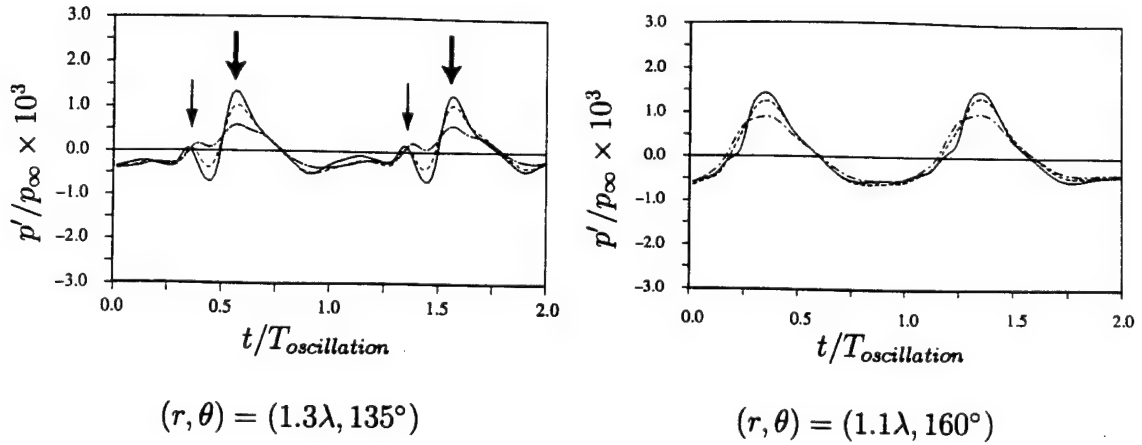 3.0
2.0
1.0
0.0
−1.0
−2.0
−3.0
p′/p∞ × 10³
0.0 0.5 1.0 1.5 2.0
t/Toscillation
(r, θ) = (1.3λ, 135°)
3.0
2.0
1.0
0.0
−1.0
−2.0
−3.0
p′/p∞ × 10³
0.0 0.5 1.0 1.5 2.0
t/Toscillation
(r, θ) = (1.1λ, 160°)